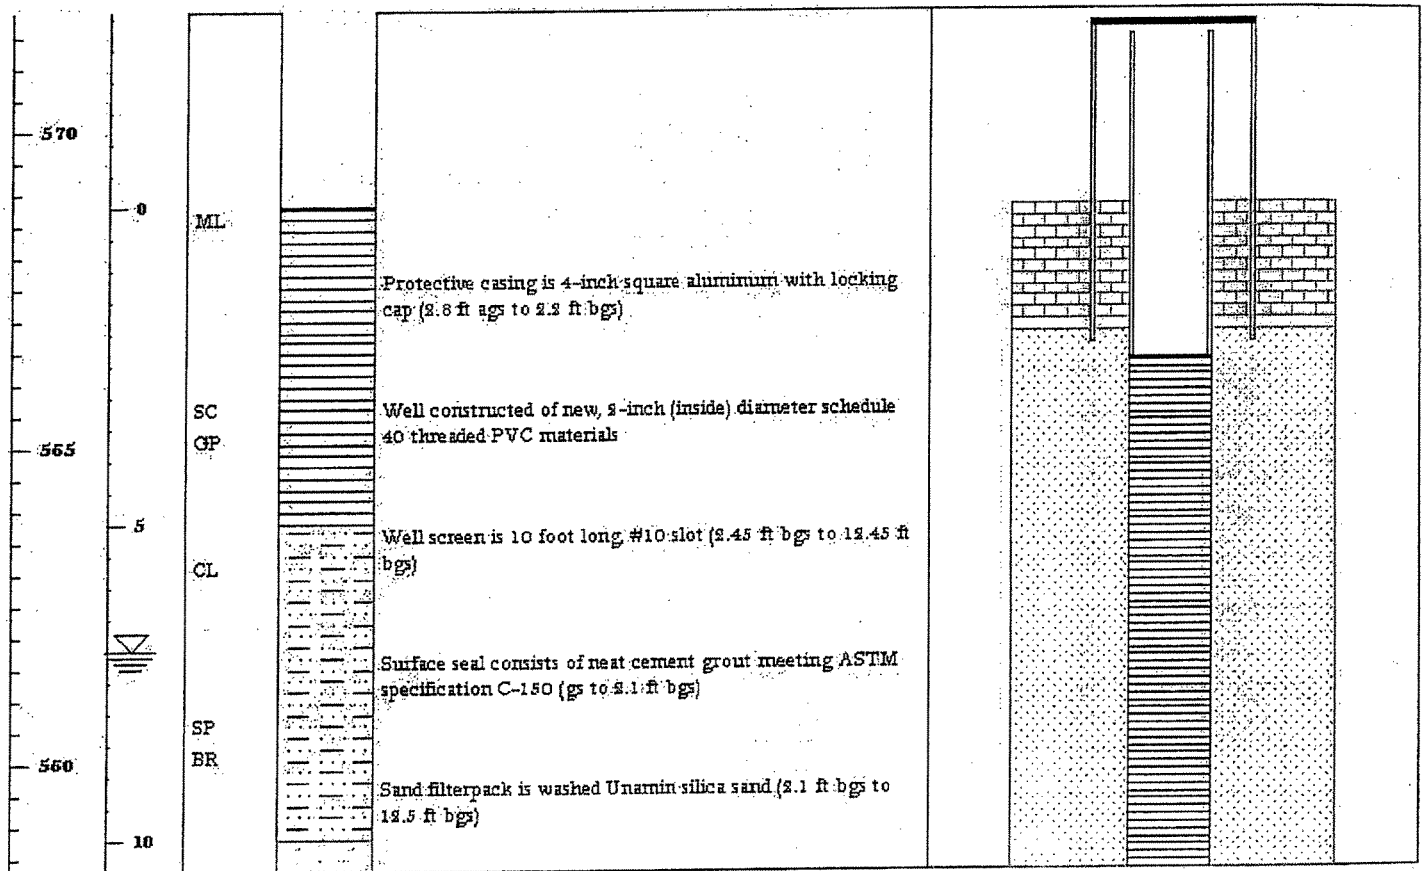 570
0
ML
Protective casing is 4-inch square aluminum with locking
cap (2.8 ft ags to 2.2 ft bgs)
SC
Well constructed of new, 2-inch (inside) diameter schedule
GP
40 threaded PVC materials
565
5
Well screen is 10 foot long, #10 slot (2.45 ft bgs to 12.45 ft
bgs)
CL
Surface seal consists of neat cement grout meeting ASTM
specification C-150 (gs to 2.1 ft bgs)
SP
BR
560
Sand filterpack is washed Unamin silica sand (2.1 ft bgs to
12.5 ft bgs)
10